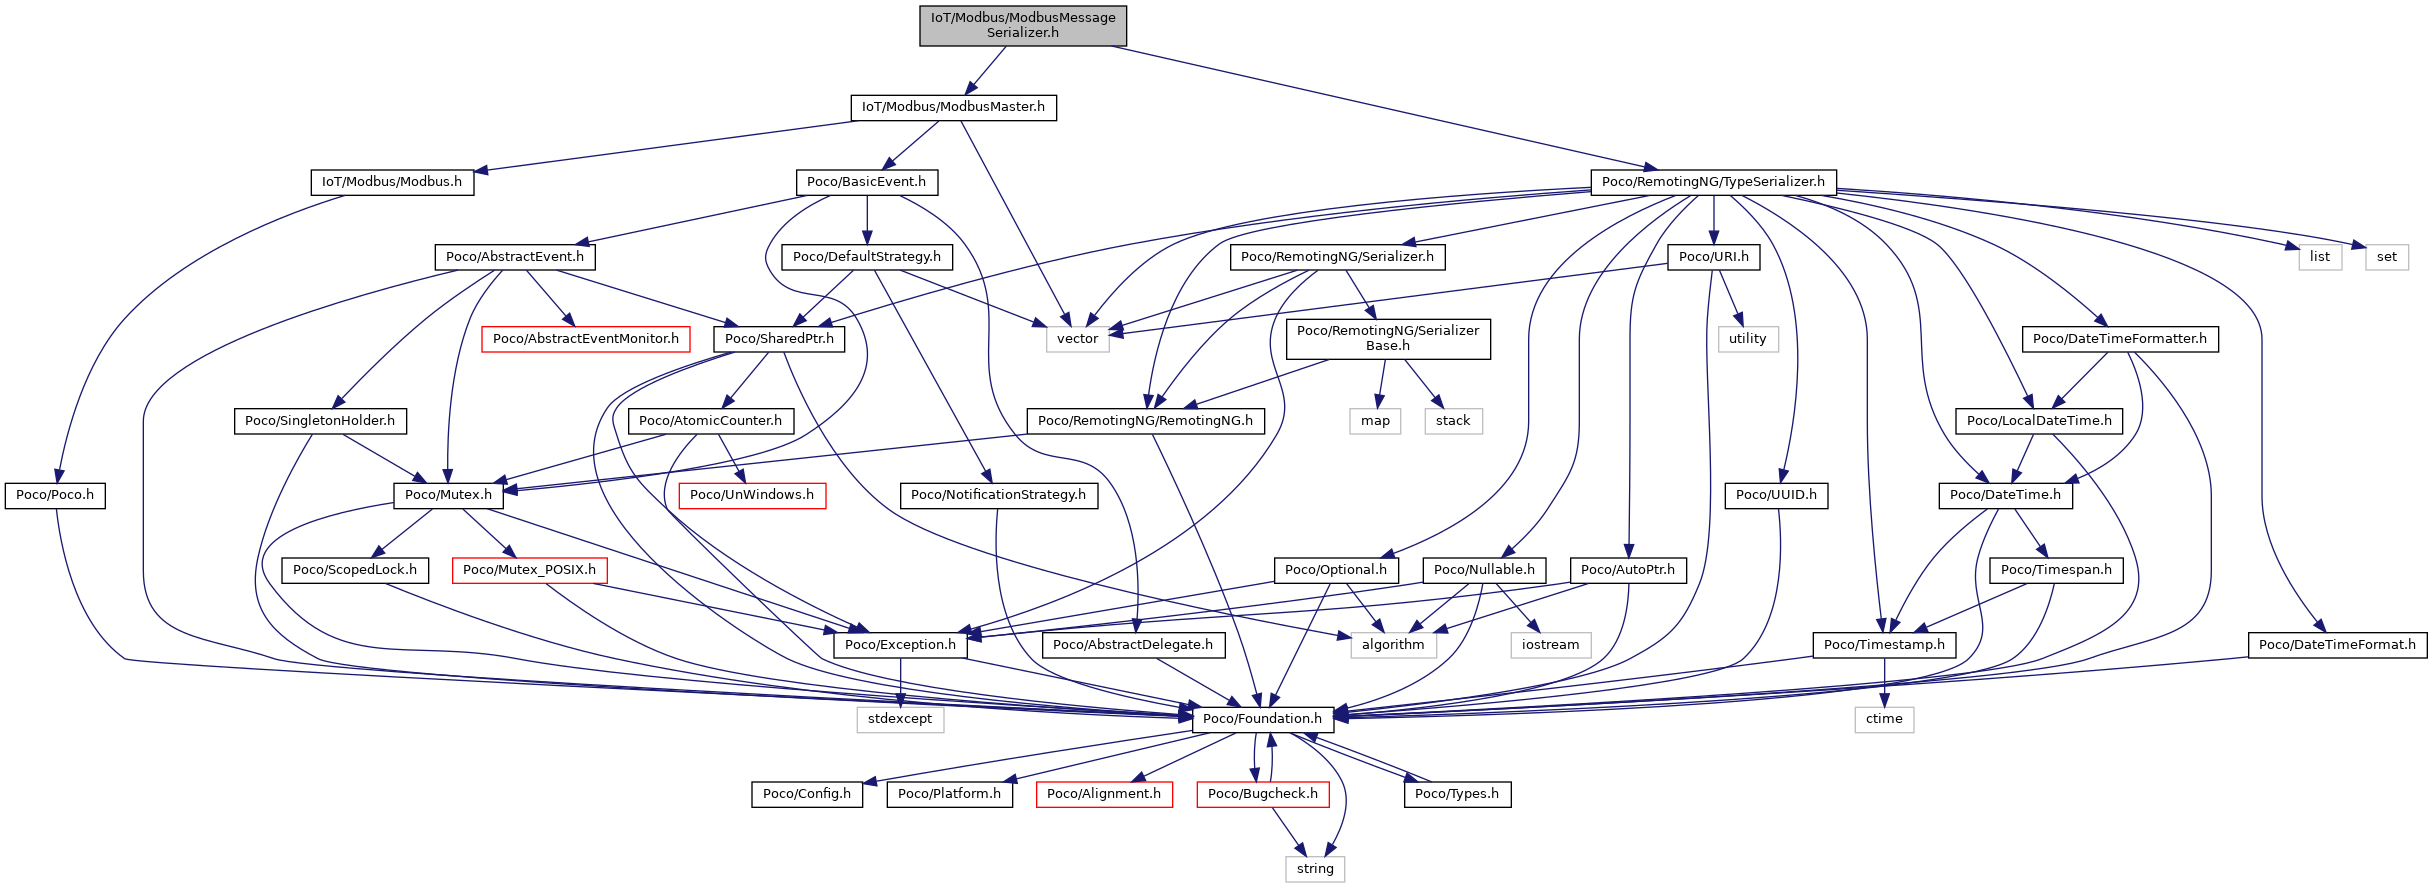 IoT/Modbus/ModbusMessage
Serializer.h
IoT/Modbus/ModbusMaster.h
IoT/Modbus/Modbus.h
Poco/BasicEvent.h
Poco/RemotingNG/TypeSerializer.h
Poco/AbstractEvent.h
Poco/DefaultStrategy.h
Poco/RemotingNG/Serializer.h
Poco/URI.h
list
set
Poco/AbstractEventMonitor.h
Poco/SharedPtr.h
vector
Poco/RemotingNG/Serializer
Base.h
utility
Poco/DateTimeFormatter.h
Poco/SingletonHolder.h
Poco/AtomicCounter.h
Poco/RemotingNG/RemotingNG.h
map
stack
Poco/LocalDateTime.h
Poco/Poco.h
Poco/Mutex.h
Poco/UnWindows.h
Poco/NotificationStrategy.h
Poco/UUID.h
Poco/DateTime.h
Poco/ScopedLock.h
Poco/Mutex_POSIX.h
Poco/Optional.h
Poco/Nullable.h
Poco/AutoPtr.h
Poco/Timespan.h
Poco/Exception.h
Poco/AbstractDelegate.h
algorithm
iostream
Poco/Timestamp.h
Poco/DateTimeFormat.h
stdexcept
Poco/Foundation.h
ctime
Poco/Config.h
Poco/Platform.h
Poco/Alignment.h
Poco/Bugcheck.h
Poco/Types.h
string